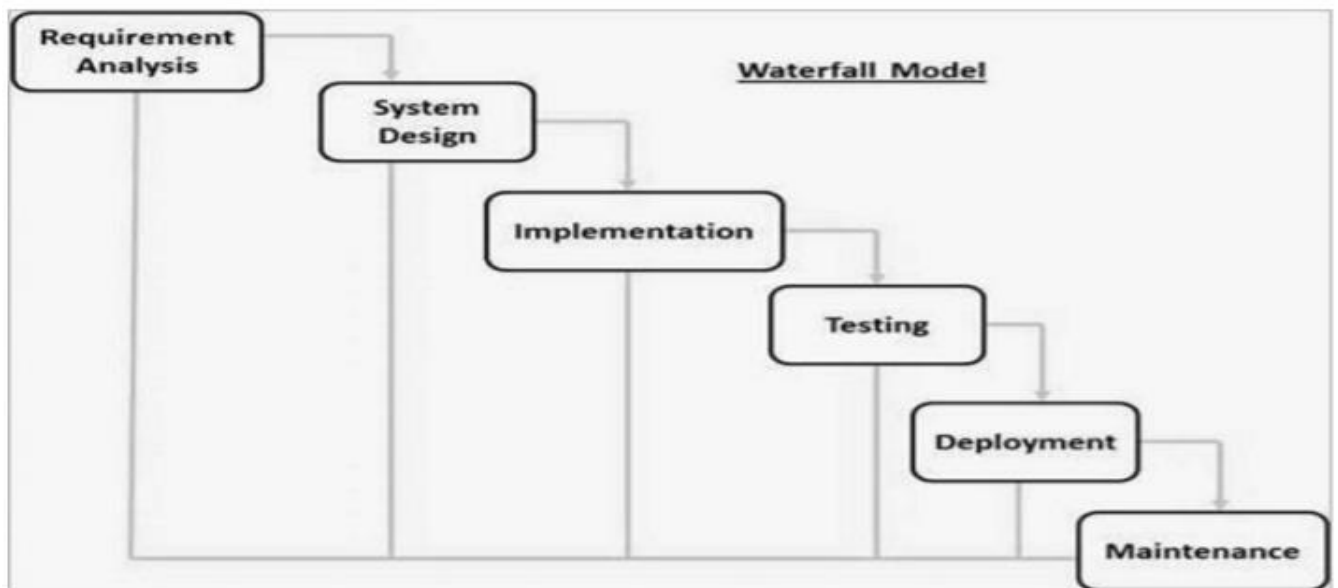 Requirement
Analysis
Waterfall Model
System
Design
Implementation
Testing
Deployment
Maintenance